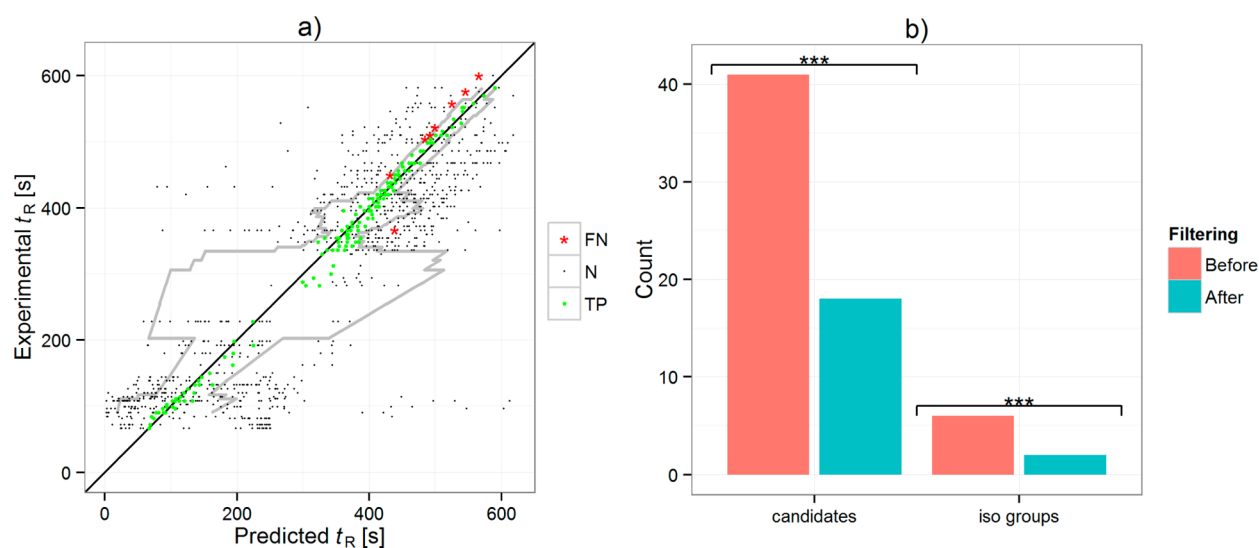 a)
Experimental tR [s]
600
400
200
0
0
200
400
600
Predicted tR [s]
FN
N
TP
b)
Count
40
30
20
10
0
***
***
candidates
iso groups
Filtering
Before
After